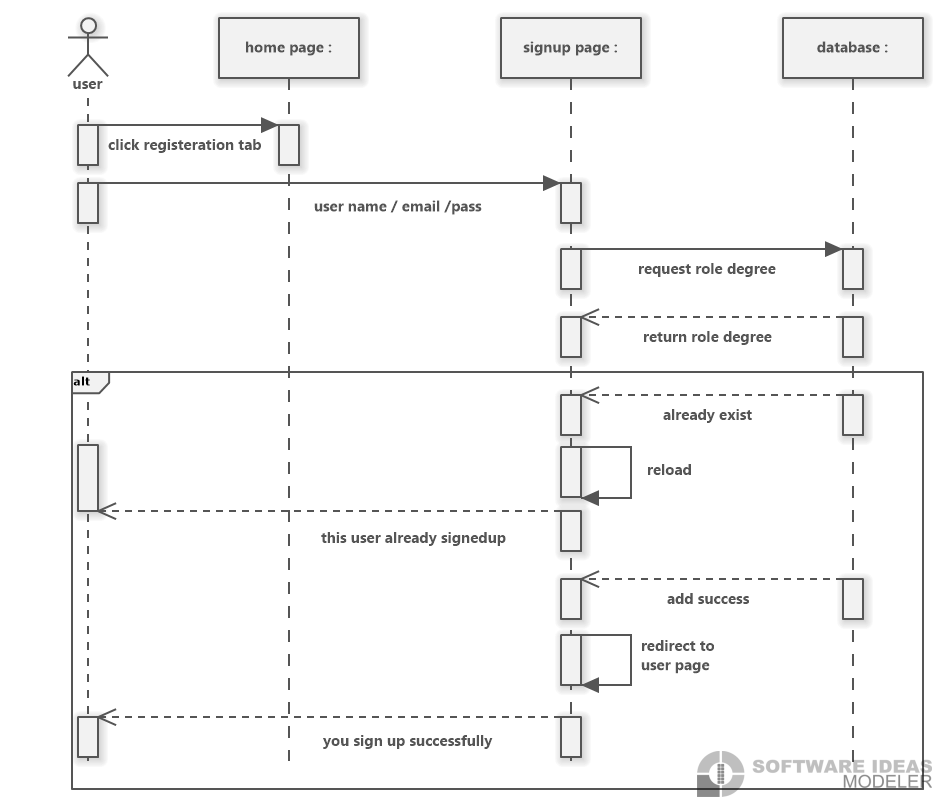 home page :
signup page :
database :
user
click registeration tab
user name / email /pass
request role degree
return role degree
alt
already exist
reload
this user already signedup
add success
redirect to
user page
you sign up successfully
SOFTWARE IDEAS
MODELER